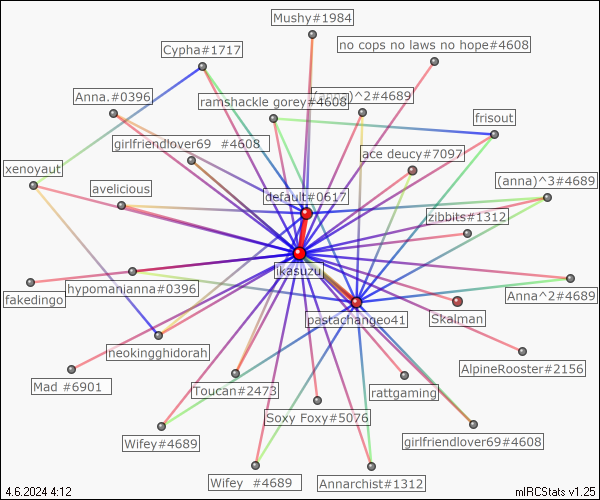 Mushy#1984
no cops no laws no hope#4608
Cypha#1717
Anna.#0396
ramshackle gorey#4608
(anna)^2#4689
frisout
girlfriendlover69 #4608
ace deucy#7097
xenoyaut
avelicious
default#0617
(anna)^3#4689
zibbits#1312
ikasuzu
fakedingo
hypomanianna#0396
Anna^2#4689
pastachangeo41
Skalman
neokingghidorah
AlpineRooster#2156
Mad #6901
Toucan#2473
rattgaming
Soxy Foxy#5076
Wifey#4689
girlfriendlover69#4608
Wifey #4689
Annarchist#1312
4.6.2024 4:12
mIRCStats v1.25